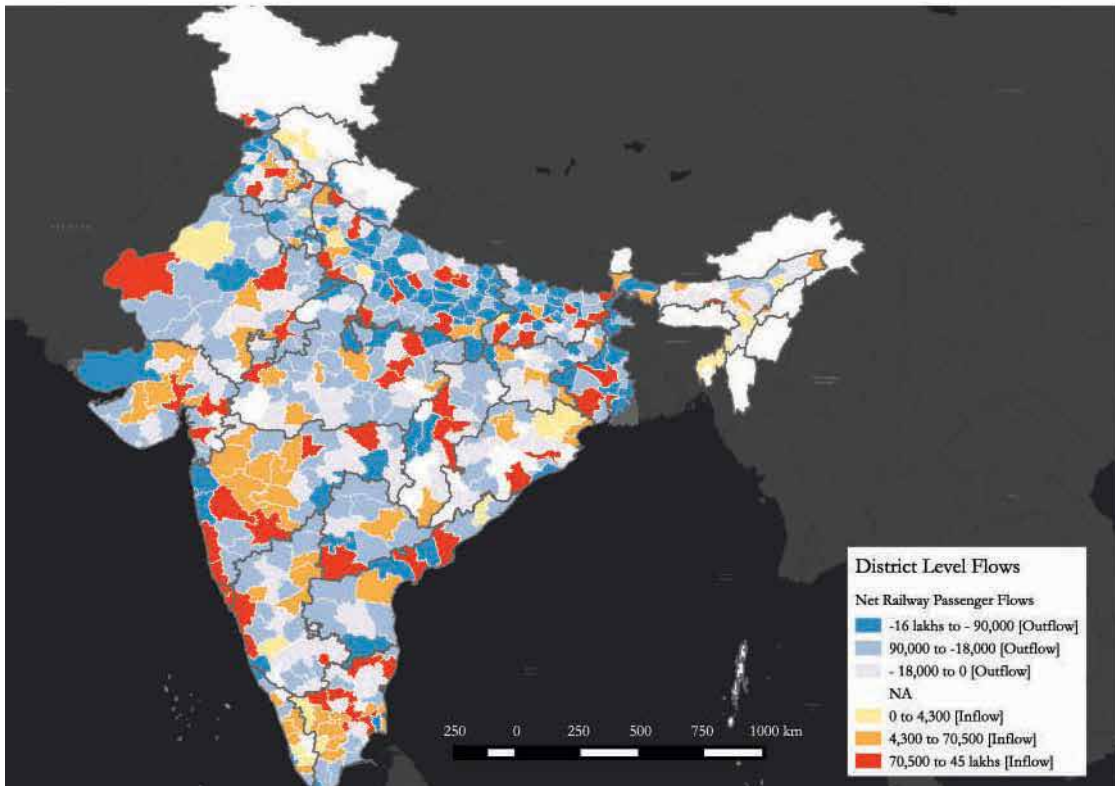 District Level Flows
Net Railway Passenger Flows
-16 lakhs to - 90,000 [Outflow]
90,000 to -18,000 [Outflow]
- 18,000 to 0 [Outflow]
NA
0 to 4,300 [Inflow]
4,300 to 70,500 [Inflow]
70,500 to 45 lakhs [Inflow]
250 0 250 500 750 1000 km